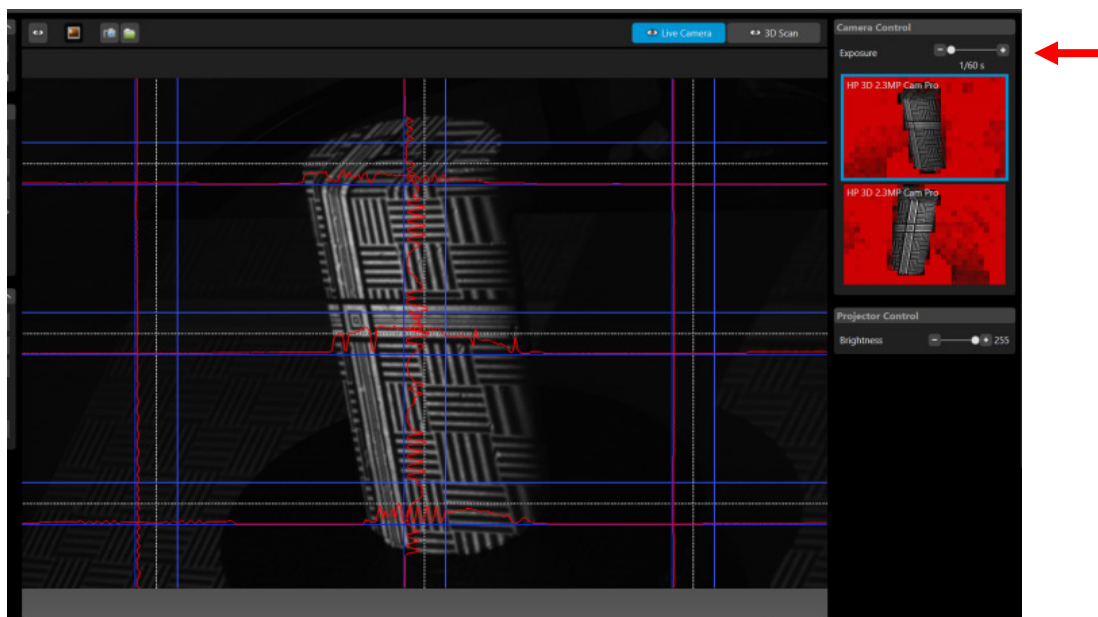 Live Camera
3D Scan
Camera Control
Exposure
1/60 s
HP 3D 2.3MP Cam Pro
HP 3D 2.3MP Cam Pro
Projector Control
Brightness
255